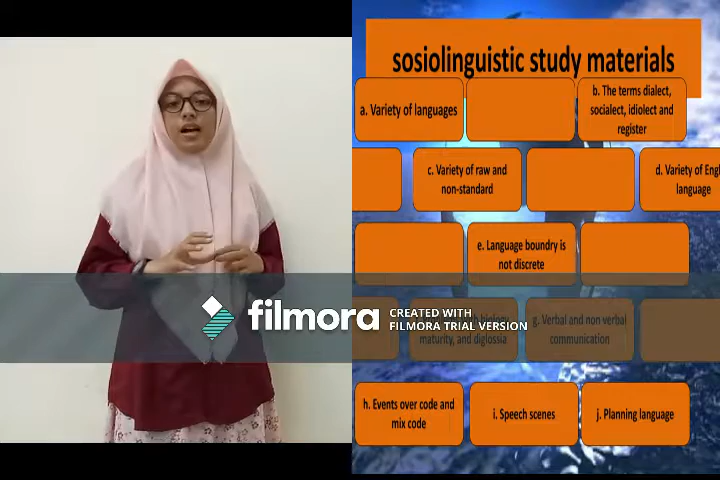 sosiolinguistic study materials
a. Variety of languages
b. The terms dialect,
socialect, idiolect and
register
c. Variety of raw and
non-standard
d. Variety of Engl
language
e. Language boundry is
not discrete
maturity, and diglossia
g. Verbal and non verbal
communication
filmora
CREATED WITH
FILMORA TRIAL VERSION
h. Events over code and
mix code
i. Speech scenes
j. Planning language